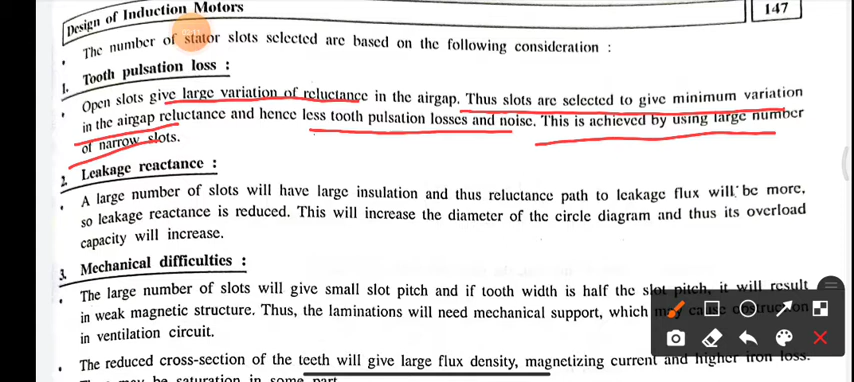 Design of Induction Motors
147
• The number of stator slots selected are based on the following consideration :
1. Tooth pulsation loss :
• Open slots give large variation of reluctance in the airgap. Thus slots are selected to give minimum variation
in the airgap reluctance and hence less tooth pulsation losses and noise. This is achieved by using large number
of narrow slots.
2. Leakage reactance :
• A large number of slots will have large insulation and thus reluctance path to leakage flux will be more,
so leakage reactance is reduced. This will increase the diameter of the circle diagram and thus its overload
capacity will increase.
3. Mechanical difficulties :
• The large number of slots will give small slot pitch and if tooth width is half the slot pitch, it will result
in weak magnetic structure. Thus, the laminations will need mechanical support, which
in ventilation circuit.
• The reduced cross-section of the teeth will give large flux density, magnetizing current and higher iron loss.
may be saturation in some part